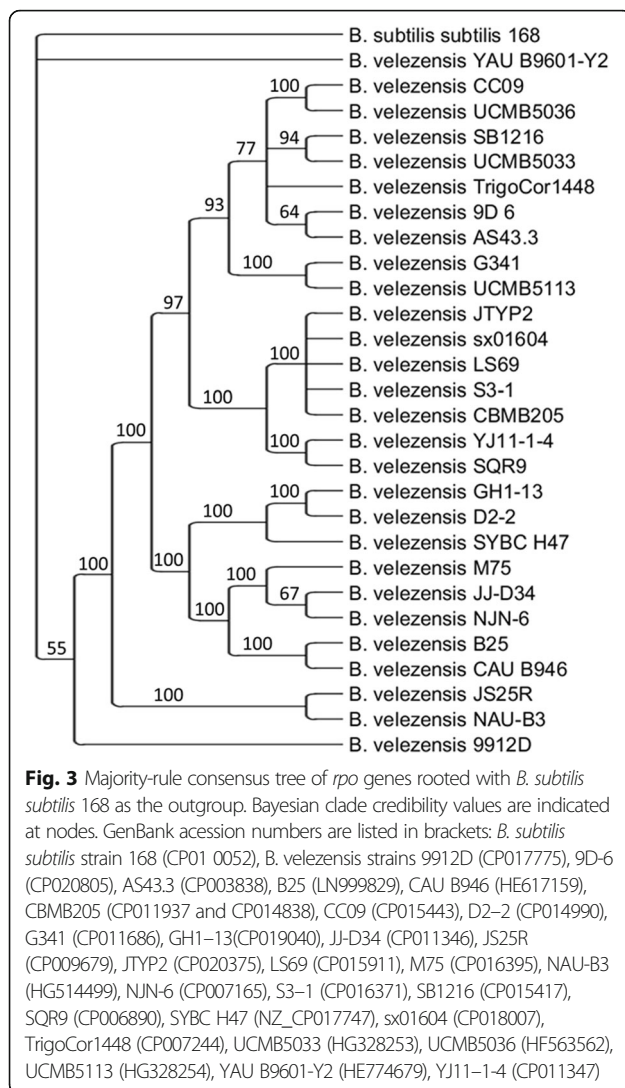 B. subtilis subtilis 168
B. velezensis YAU B9601-Y2
100 B. velezensis CC09
B. velezensis UCMB5036
94 B. velezensis SB1216
77 B. velezensis UCMB5033
B. velezensis TrigoCor1448
93 64 B. velezensis 9D 6
B. velezensis AS43.3
100 B. velezensis G341
B. velezensis UCMB5113
97 B. velezensis JTYP2
B. velezensis sx01604
100 B. velezensis LS69
B. velezensis S3-1
100 B. velezensis CBMB205
100 100 B. velezensis YJ11-1-4
B. velezensis SQR9
100 B. velezensis GH1-13
100 B. velezensis D2-2
B. velezensis SYBC H47
100 100 100 B. velezensis M75
67 B. velezensis JJ-D34
100 B. velezensis NJN-6
100 B. velezensis B25
55 B. velezensis CAU B946
100 B. velezensis JS25R
B. velezensis NAU-B3
B. velezensis 9912D
Fig. 3 Majority-rule consensus tree of rpo genes rooted with B. subtilis
subtilis 168 as the outgroup. Bayesian clade credibility values are indicated
at nodes. GenBank acession numbers are listed in brackets: B. subtilis
subtilis strain 168 (CP01 0052), B. velezensis strains 9912D (CP017775), 9D-6
(CP020805), AS43.3 (CP003838), B25 (LN999829), CAU B946 (HE617159),
CBMB205 (CP011937 and CP014838), CC09 (CP015443), D2–2 (CP014990),
G341 (CP011686), GH1–13(CP019040), JJ-D34 (CP011346), JS25R
(CP009679), JTYP2 (CP020375), LS69 (CP015911), M75 (CP016395), NAU-B3
(HG514499), NJN-6 (CP007165), S3–1 (CP016371), SB1216 (CP015417),
SQR9 (CP006890), SYBC H47 (NZ_CP017747), sx01604 (CP018007),
TrigoCor1448 (CP007244), UCMB5033 (HG328253), UCMB5036 (HF563562),
UCMB5113 (HG328254), YAU B9601-Y2 (HE774679), YJ11–1-4 (CP011347)